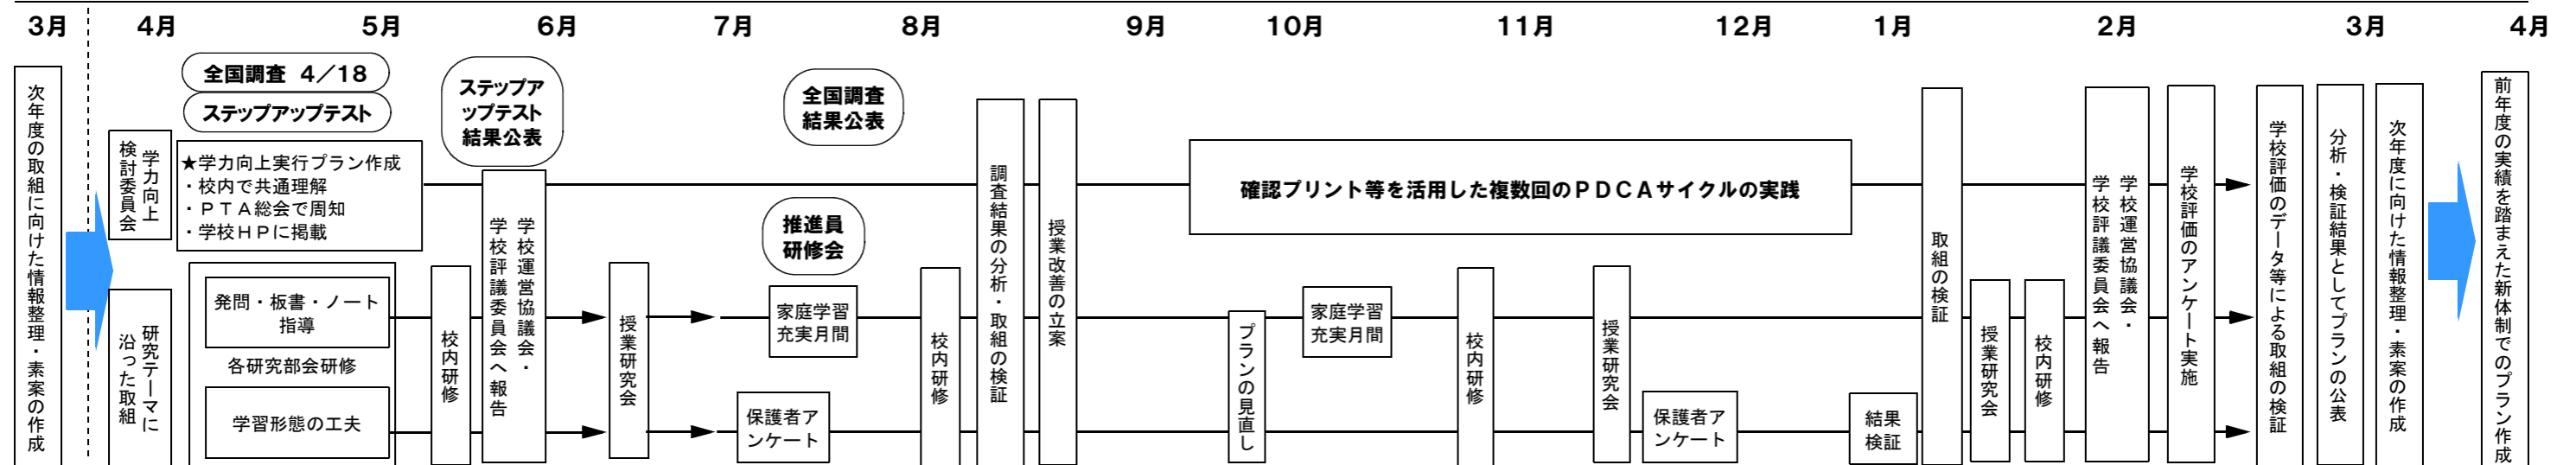 3月
4月
5月
6月
7月
8月
9月
10月
11月
12月
1月
2月
3月
4月
次年度の取組に向けた情報整理・素案の作成
学力向上
検討委員会
研究テーマに
沿った取組
全国調査 4/18
ステップアップテスト
★学力向上実行プラン作成
・校内で共通理解
・PTA総会で周知
・学校HPに掲載
発問・板書・ノート
指導
各研究部会研修
学習形態の工夫
校内研修
ステップア
ップテスト
結果公表
学校運営協議会・
学校評議委員会へ報告
授業研究会
全国調査
結果公表
推進員
研修会
家庭学習
充実月間
保護者ア
ンケート
校内研修
調査結果の分析・取組の検証
授業改善の立案
確認プリント等を活用した複数回のPDCAサイクルの実践
プランの見直し
家庭学習
充実月間
校内研修
授業研究会
保護者ア
ンケート
結果
検証
取組の検証
授業研究会
校内研修
学校運営協議会・
学校評議委員会へ報告
学校評価のアンケート実施
学校評価のデータ等による取組の検証
分析・検証結果としてプランの公表
次年度に向けた情報整理・素案の作成
前年度の実績を踏まえた新体制でのプラン作成